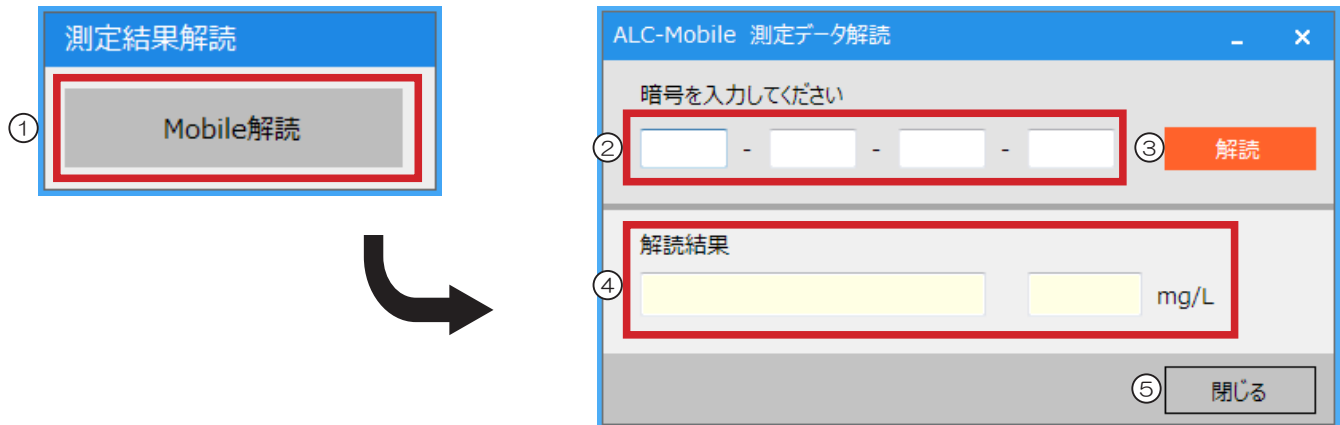 測定結果解読
① Mobile解読
ALC-Mobile 測定データ解読
暗号を入力してください
② - - - ③ 解読
解読結果
④ mg/L
⑤ 閉じる